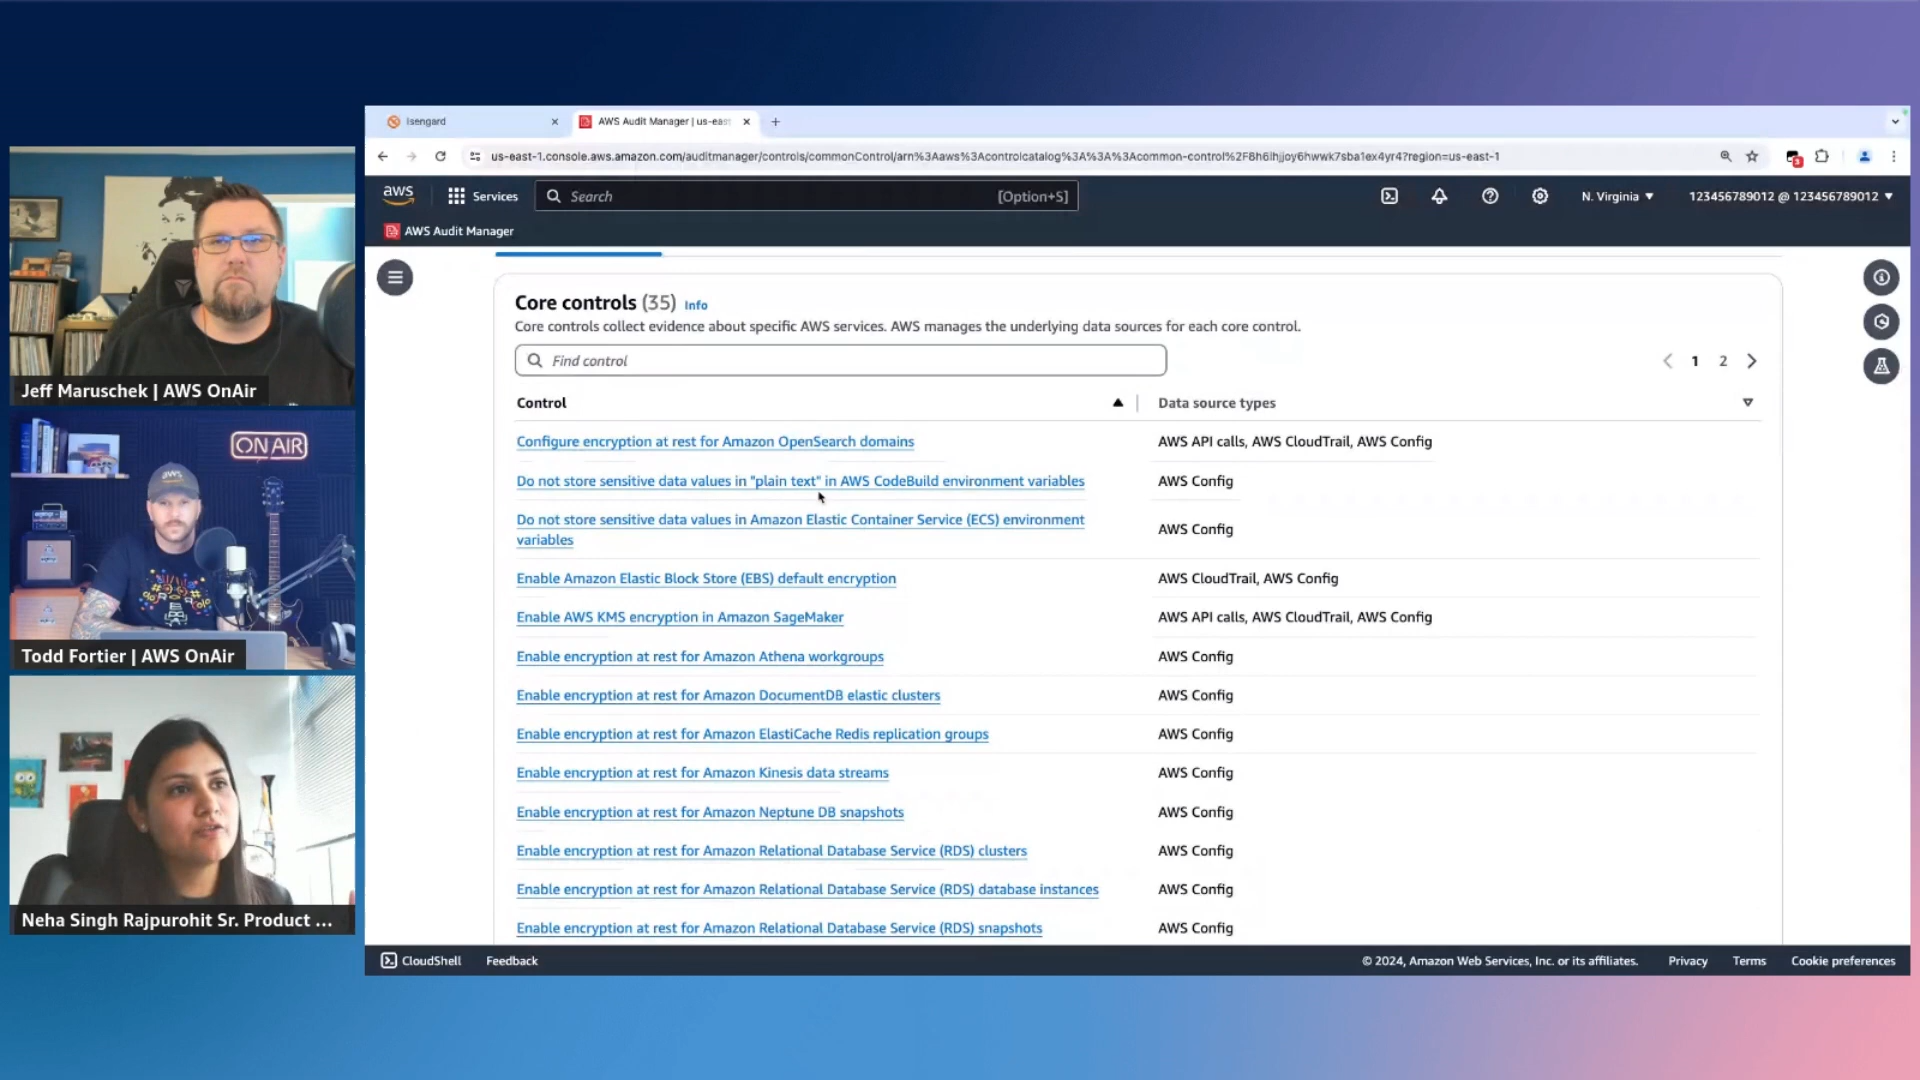 Isengard
AWS Audit Manager | us-east
us-east-1.console.aws.amazon.com/auditmanager/controls/commonControl/arn%3Aaws%3Acontrolcatalog%3A%3A%3Acommon-control%2F8h6ihjjoy6hwwk7sba1ex4yr4?region=us-east-1
3
aws
Services
Search
[Option+S]
N. Virginia
123456789012 @ 123456789012
AWS Audit Manager
Core controls (35) Info
Core controls collect evidence about specific AWS services. AWS manages the underlying data sources for each core control.
Find control
1 2
Control
Data source types
Configure encryption at rest for Amazon OpenSearch domains
AWS API calls, AWS CloudTrail, AWS Config
Do not store sensitive data values in "plain text" in AWS CodeBuild environment variables
AWS Config
Do not store sensitive data values in Amazon Elastic Container Service (ECS) environment
variables
AWS Config
Enable Amazon Elastic Block Store (EBS) default encryption
AWS CloudTrail, AWS Config
Enable AWS KMS encryption in Amazon SageMaker
AWS API calls, AWS CloudTrail, AWS Config
Enable encryption at rest for Amazon Athena workgroups
AWS Config
Enable encryption at rest for Amazon DocumentDB elastic clusters
AWS Config
Enable encryption at rest for Amazon ElastiCache Redis replication groups
AWS Config
Enable encryption at rest for Amazon Kinesis data streams
AWS Config
Enable encryption at rest for Amazon Neptune DB snapshots
AWS Config
Enable encryption at rest for Amazon Relational Database Service (RDS) clusters
AWS Config
Enable encryption at rest for Amazon Relational Database Service (RDS) database instances
AWS Config
Enable encryption at rest for Amazon Relational Database Service (RDS) snapshots
AWS Config
CloudShell
Feedback
© 2024, Amazon Web Services, Inc. or its affiliates.
Privacy
Terms
Cookie preferences
Jeff Maruschek | AWS OnAir
ON AIR
aws
Todd Fortier | AWS OnAir
Neha Singh Rajpurohit Sr. Product ...